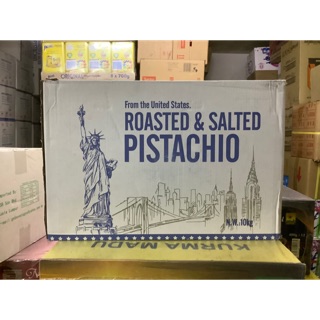 From the United States.
ROASTED & SALTED
PISTACHIO
N.W.:10kg
KURMA MADU